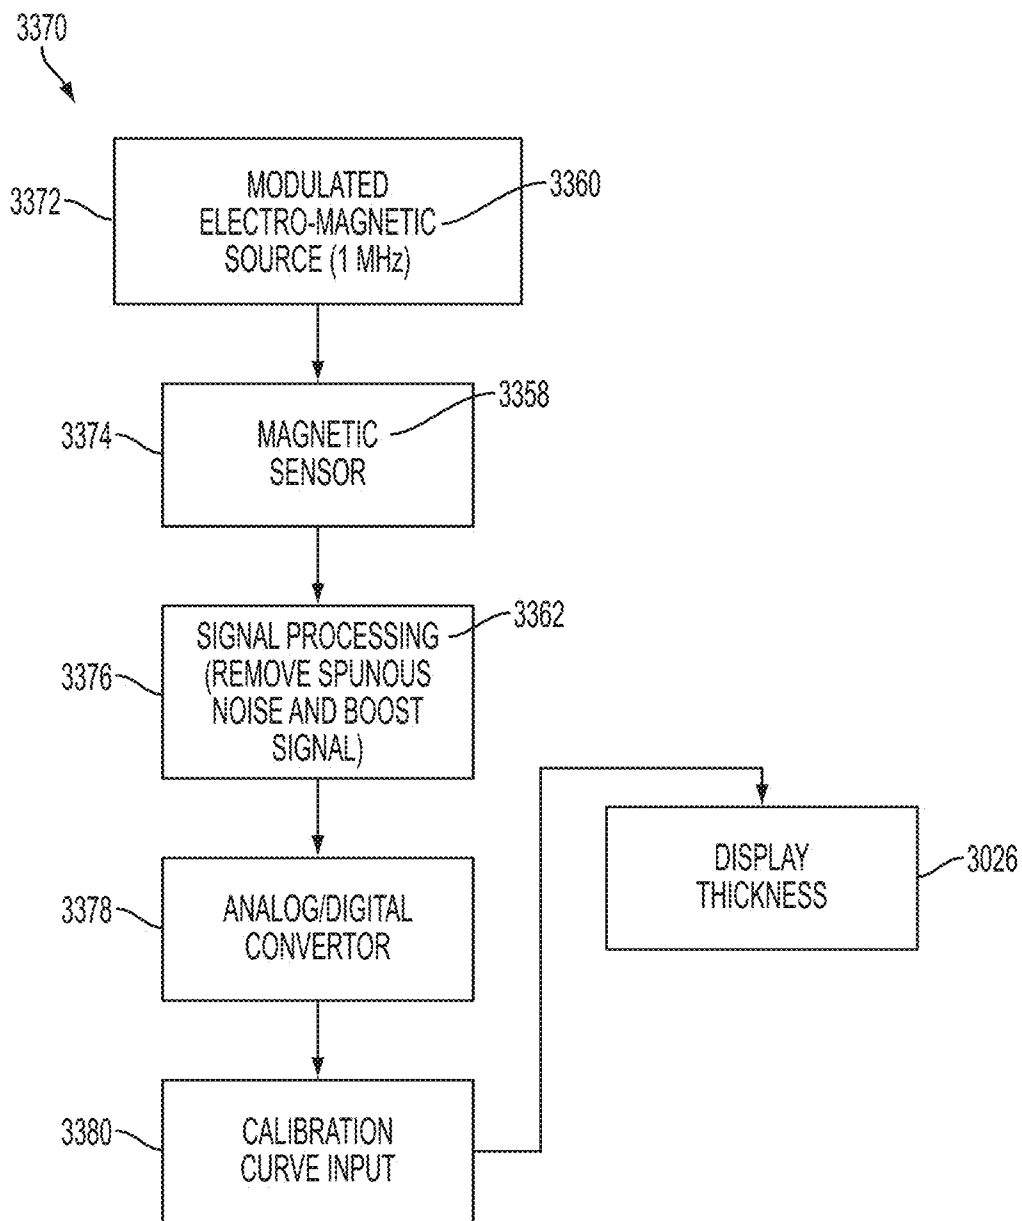 3370
MODULATED
3372
3360
ELECTRO-MAGNETIC
SOURCE (1 MHz)
3358
3374
MAGNETIC
SENSOR
3362
SIGNAL PROCESSING
3376
(REMOVE SPUNOUS
NOISE AND BOOST
SIGNAL)
DISPLAY
THICKNESS
3026
3378
ANALOG/DIGITAL
CONVERTOR
3380
CALIBRATION
CURVE INPUT